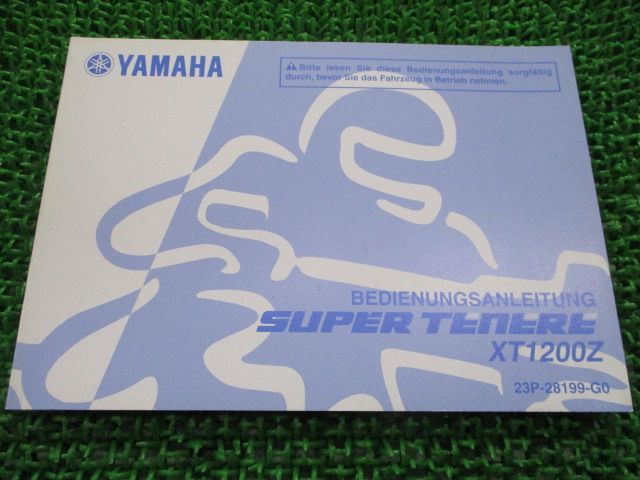 YAMAHA
⚠ Bitte lesen Sie diese Bedienungsanleitung sorgfältig
durch, bevor Sie das Fahrzeug in Betrieb nehmen.
BEDIENUNGSANLEITUNG
SUPER TENERE
XT1200Z
23P-28199-G0